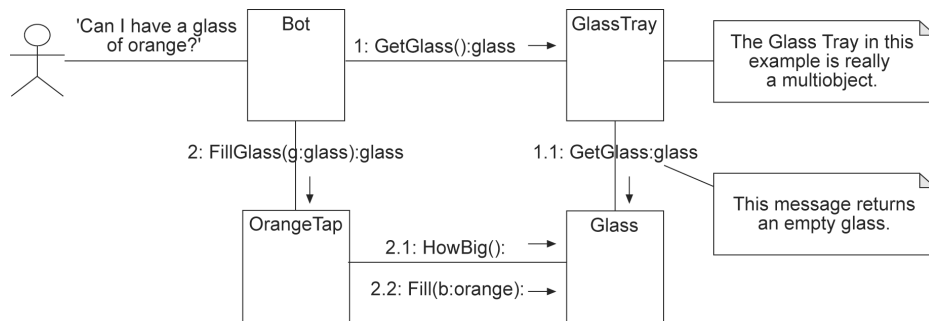 'Can I have a glass
of orange?'
Bot
1: GetGlass():glass
GlassTray
The Glass Tray in this
example is really
a multiobject.
2: FillGlass(g:glass):glass
1.1: GetGlass:glass
This message returns
an empty glass.
OrangeTap
2.1: HowBig():
Glass
2.2: Fill(b:orange):